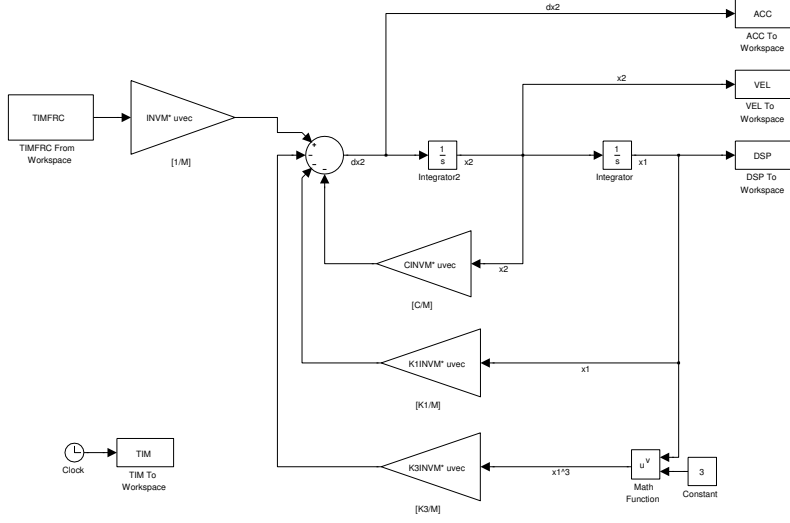 dx2
ACC
ACC To
Workspace
x2
VEL
VEL To
Workspace
TIMFRC
TIMFRC From
Workspace
INVM* uvec
[1/M]
+
-
-
-
dx2
1
s
Integrator2
x2
1
s
Integrator
x1
DSP
DSP To
Workspace
CINVM* uvec
x2
[C/M]
K1INVM* uvec
x1
[K1/M]
Clock
TIM
TIM To
Workspace
K3INVM* uvec
[K3/M]
x1^3
u^v
Math
Function
3
Constant